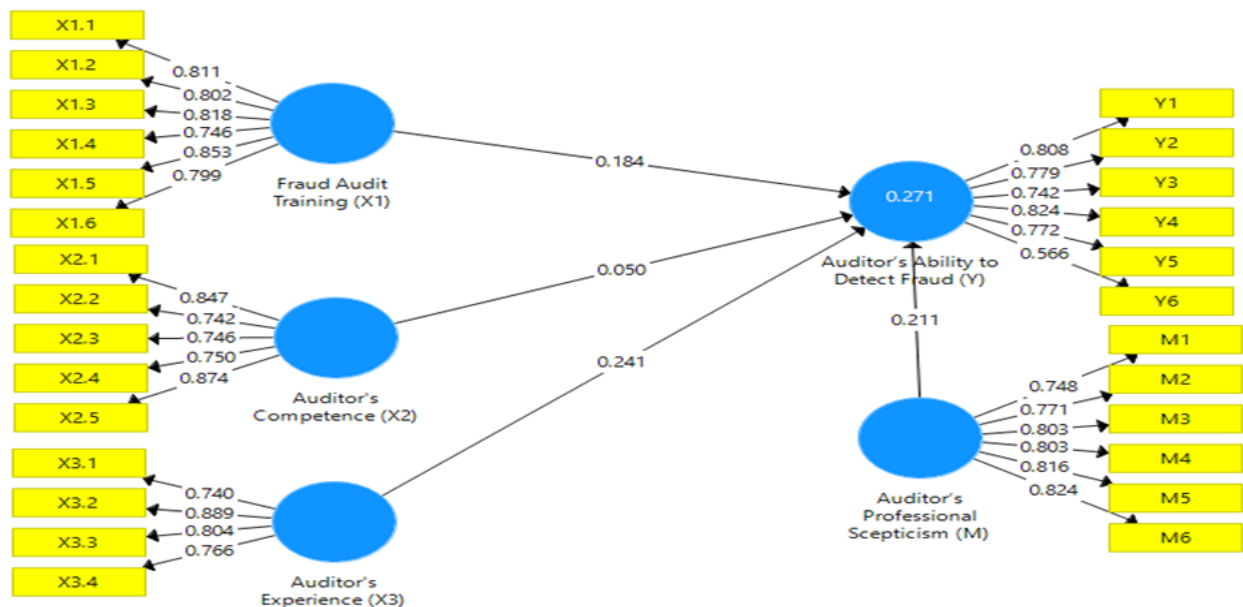 X1.1
X1.2
X1.3
X1.4
X1.5
X1.6
0.811
0.802
0.818
0.746
0.853
0.799
Fraud Audit
Training (X1)
X2.1
X2.2
X2.3
X2.4
X2.5
0.847
0.742
0.746
0.750
0.874
Auditor's
Competence (X2)
X3.1
X3.2
X3.3
X3.4
0.740
0.889
0.804
0.766
Auditor's
Experience (X3)
0.184
0.050
0.241
0.211
0.271
Auditor's Ability to
Detect Fraud (Y)
0.808
0.779
0.742
0.824
0.772
0.566
Y1
Y2
Y3
Y4
Y5
Y6
Auditor's
Professional
Scepticism (M)
0.748
0.771
0.803
0.803
0.816
0.824
M1
M2
M3
M4
M5
M6